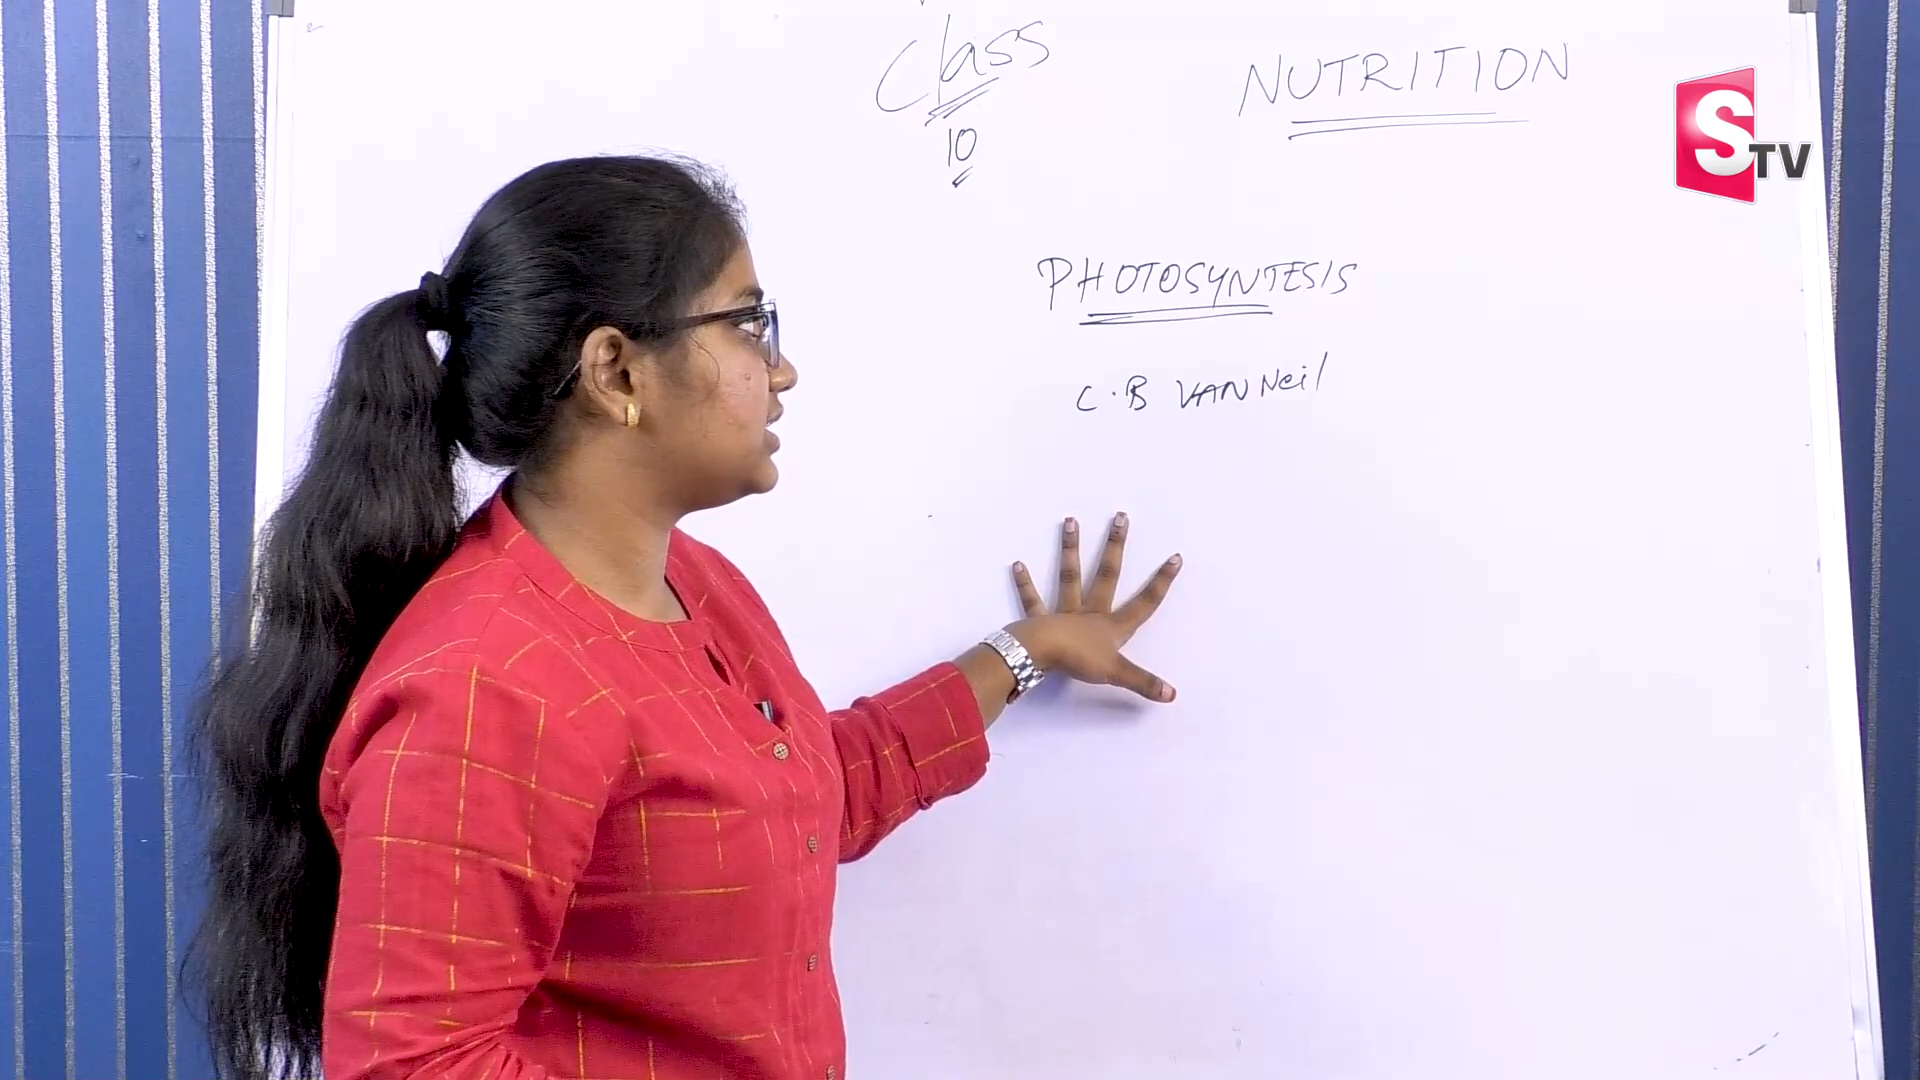 Class
10
NUTRITION
STV
PHOTOSYNTESIS
C.B VAN Neil